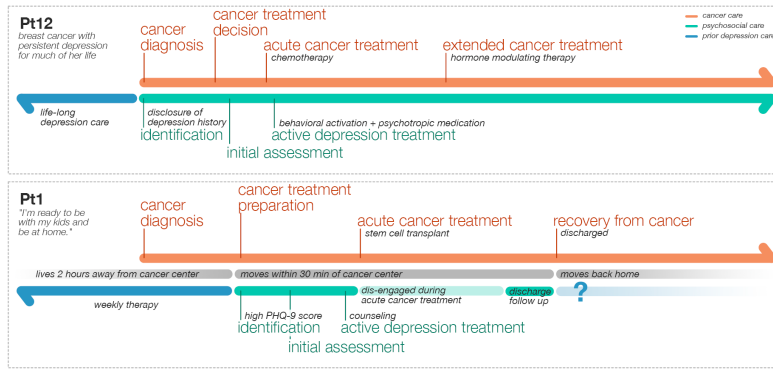 Pt12
breast cancer with
persistent depression
for much of her life
cancer
diagnosis
cancer treatment
decision
acute cancer treatment
chemotherapy
extended cancer treatment
hormone modulating therapy
cancer care
psychosocial care
prior depression care
life-long
depression care
disclosure of
depression history
identification
initial assessment
behavioral activation + psychotropic medication
active depression treatment
Pt1
"I'm ready to be
with my kids and
be at home."
cancer
diagnosis
cancer treatment
preparation
acute cancer treatment
stem cell transplant
recovery from cancer
discharged
lives 2 hours away from cancer center
moves within 30 min of cancer center
moves back home
weekly therapy
high PHQ-9 score
identification
initial assessment
counseling
active depression treatment
dis-engaged during
acute cancer treatment
discharge
follow up
?